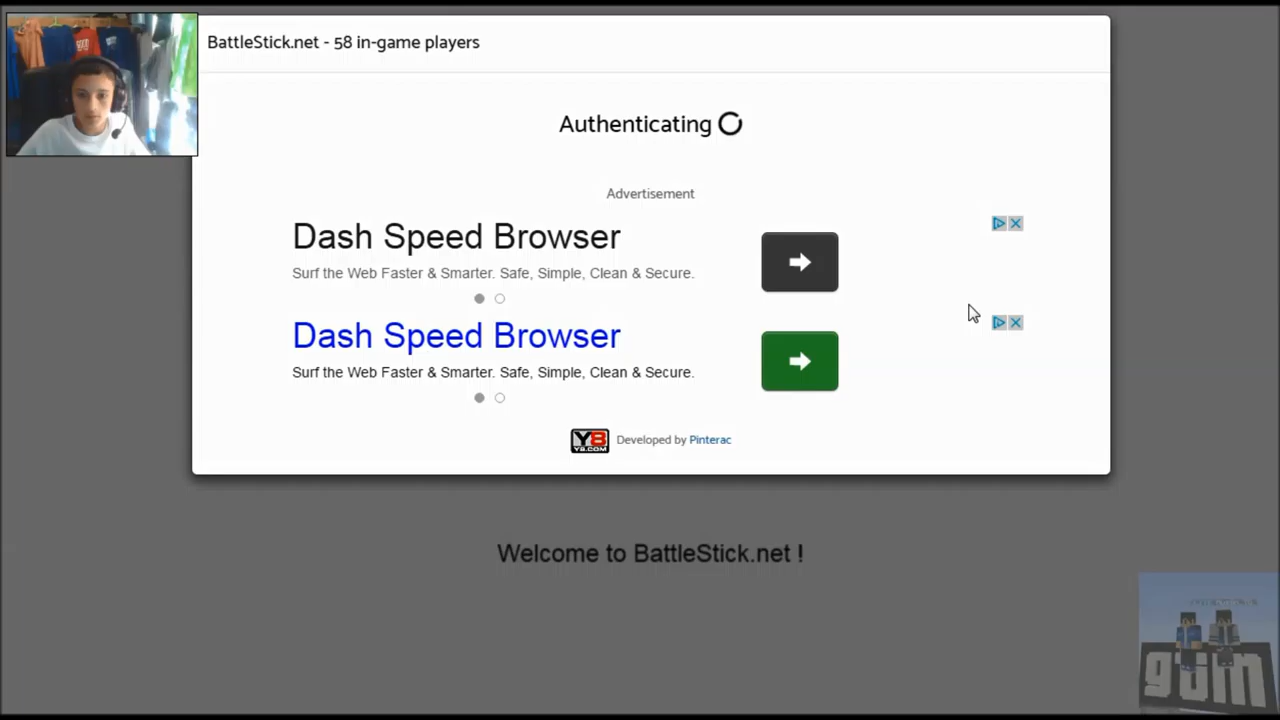 BattleStick.net - 58 in-game players
Authenticating
Advertisement
Dash Speed Browser
Surf the Web Faster & Smarter. Safe, Simple, Clean & Secure.
Dash Speed Browser
Surf the Web Faster & Smarter. Safe, Simple, Clean & Secure.
Y8
Y8.COM
Developed by Pinterac
Welcome to BattleStick.net !